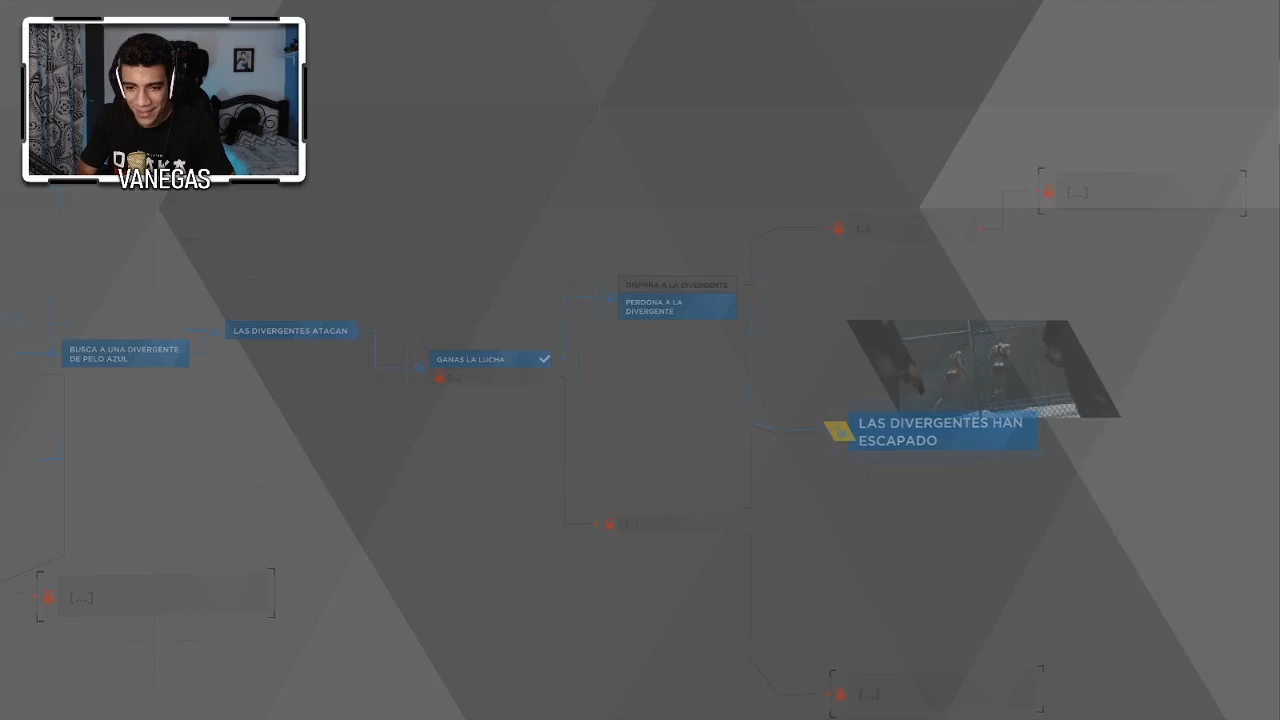 VANEGAS
[...]
[...]
DISPARA A LA DIVERGENTE
PERDONA A LA
DIVERGENTE
LAS DIVERGENTES ATACAN
BUSCA A UNA DIVERGENTE
DE PELO AZUL
GANAS LA LUCHA
[...]
LAS DIVERGENTES HAN
ESCAPADO
[...]
[...]
[...]